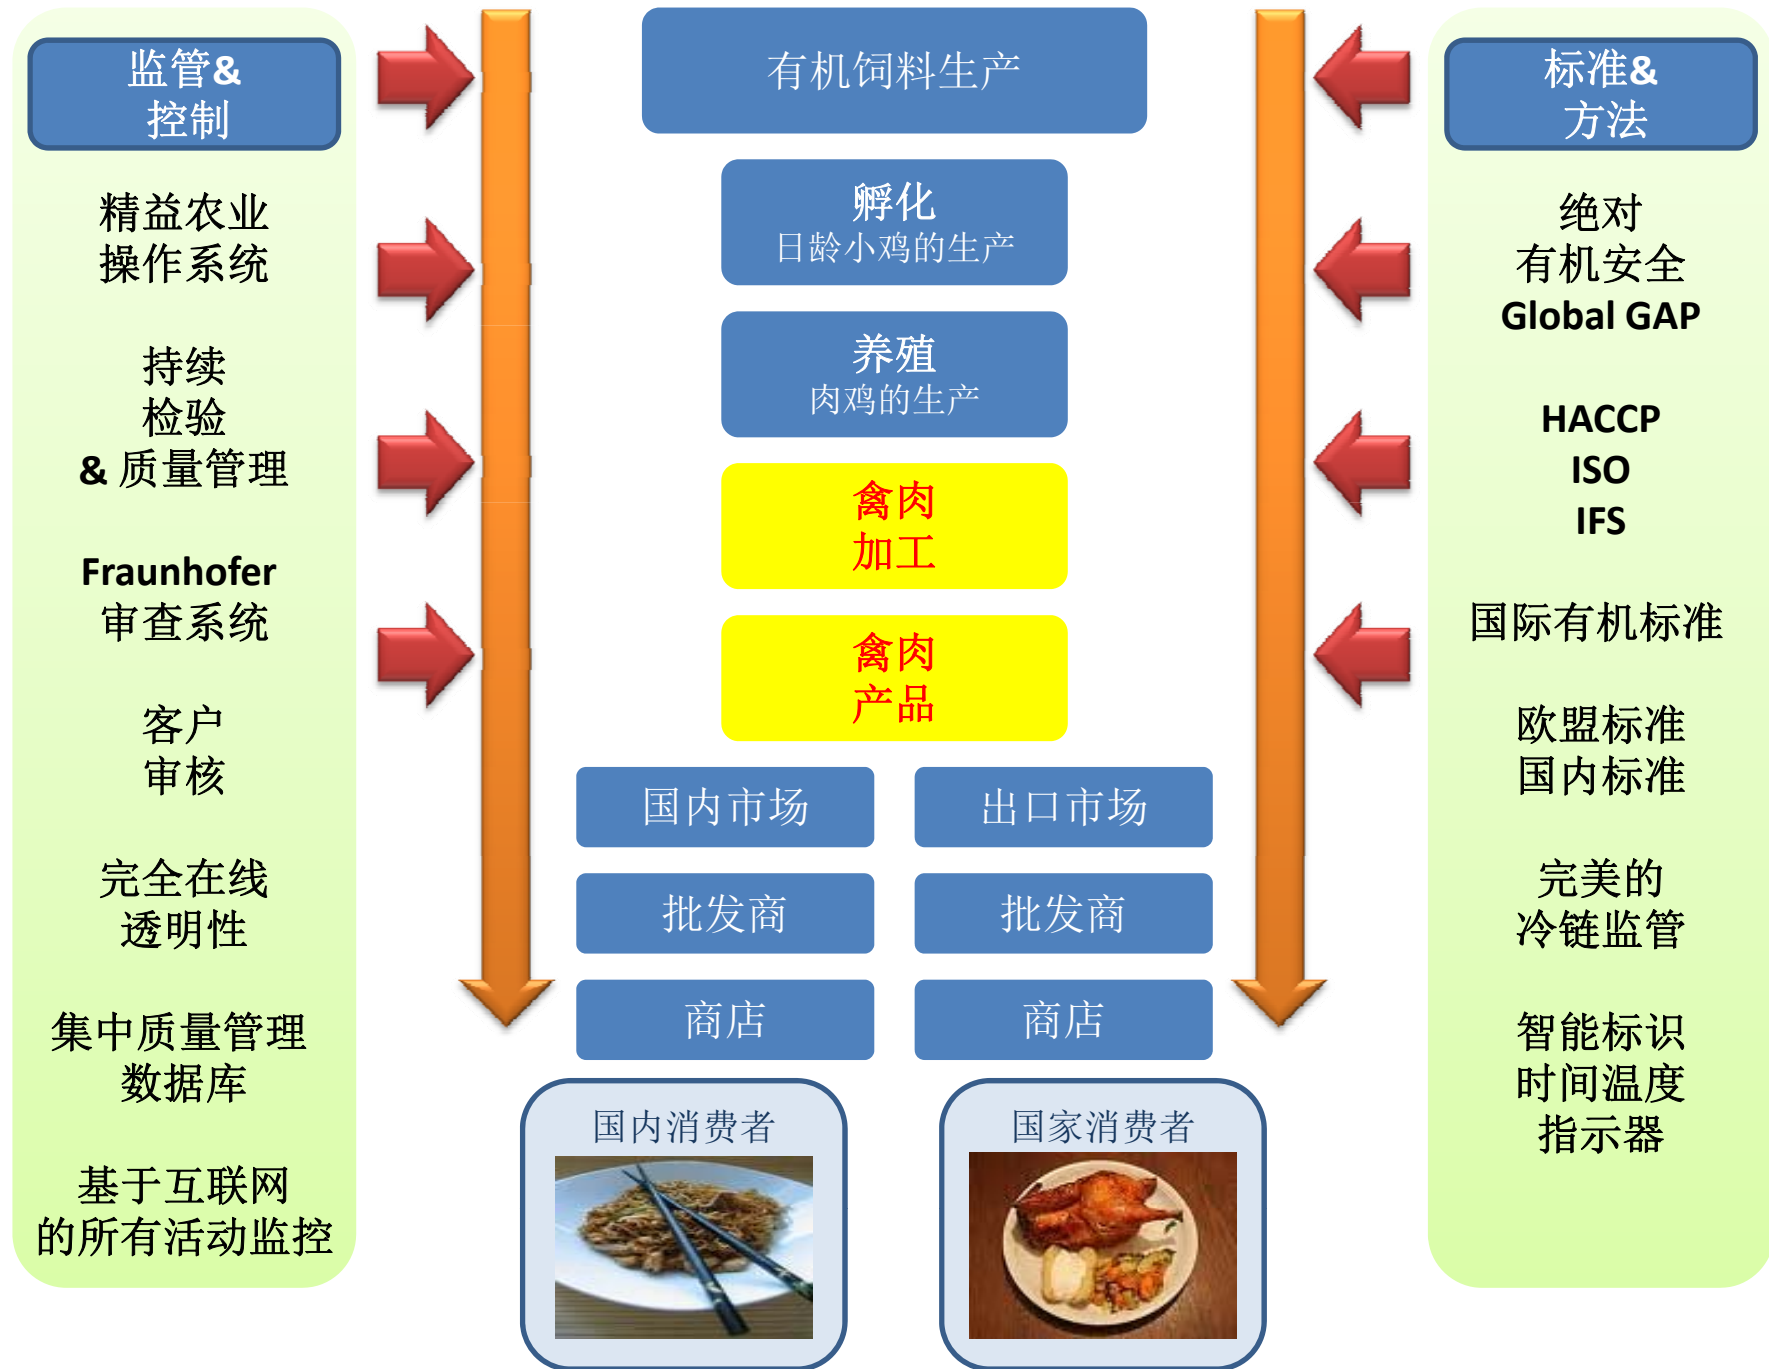 监管&
控制
精益农业
操作系统
持续
检验
& 质量管理
Fraunhofer
审查系统
客户
审核
完全在线
透明性
集中质量管理
数据库
基于互联网
的所有活动监控
有机饲料生产
孵化
日龄小鸡的生产
养殖
肉鸡的生产
禽肉
加工
禽肉
产品
国内市场
出口市场
批发商
批发商
商店
商店
国内消费者
国家消费者
标准&
方法
绝对
有机安全
Global GAP
HACCP
ISO
IFS
国际有机标准
欧盟标准
国内标准
完美的
冷链监管
智能标识
时间温度
指示器